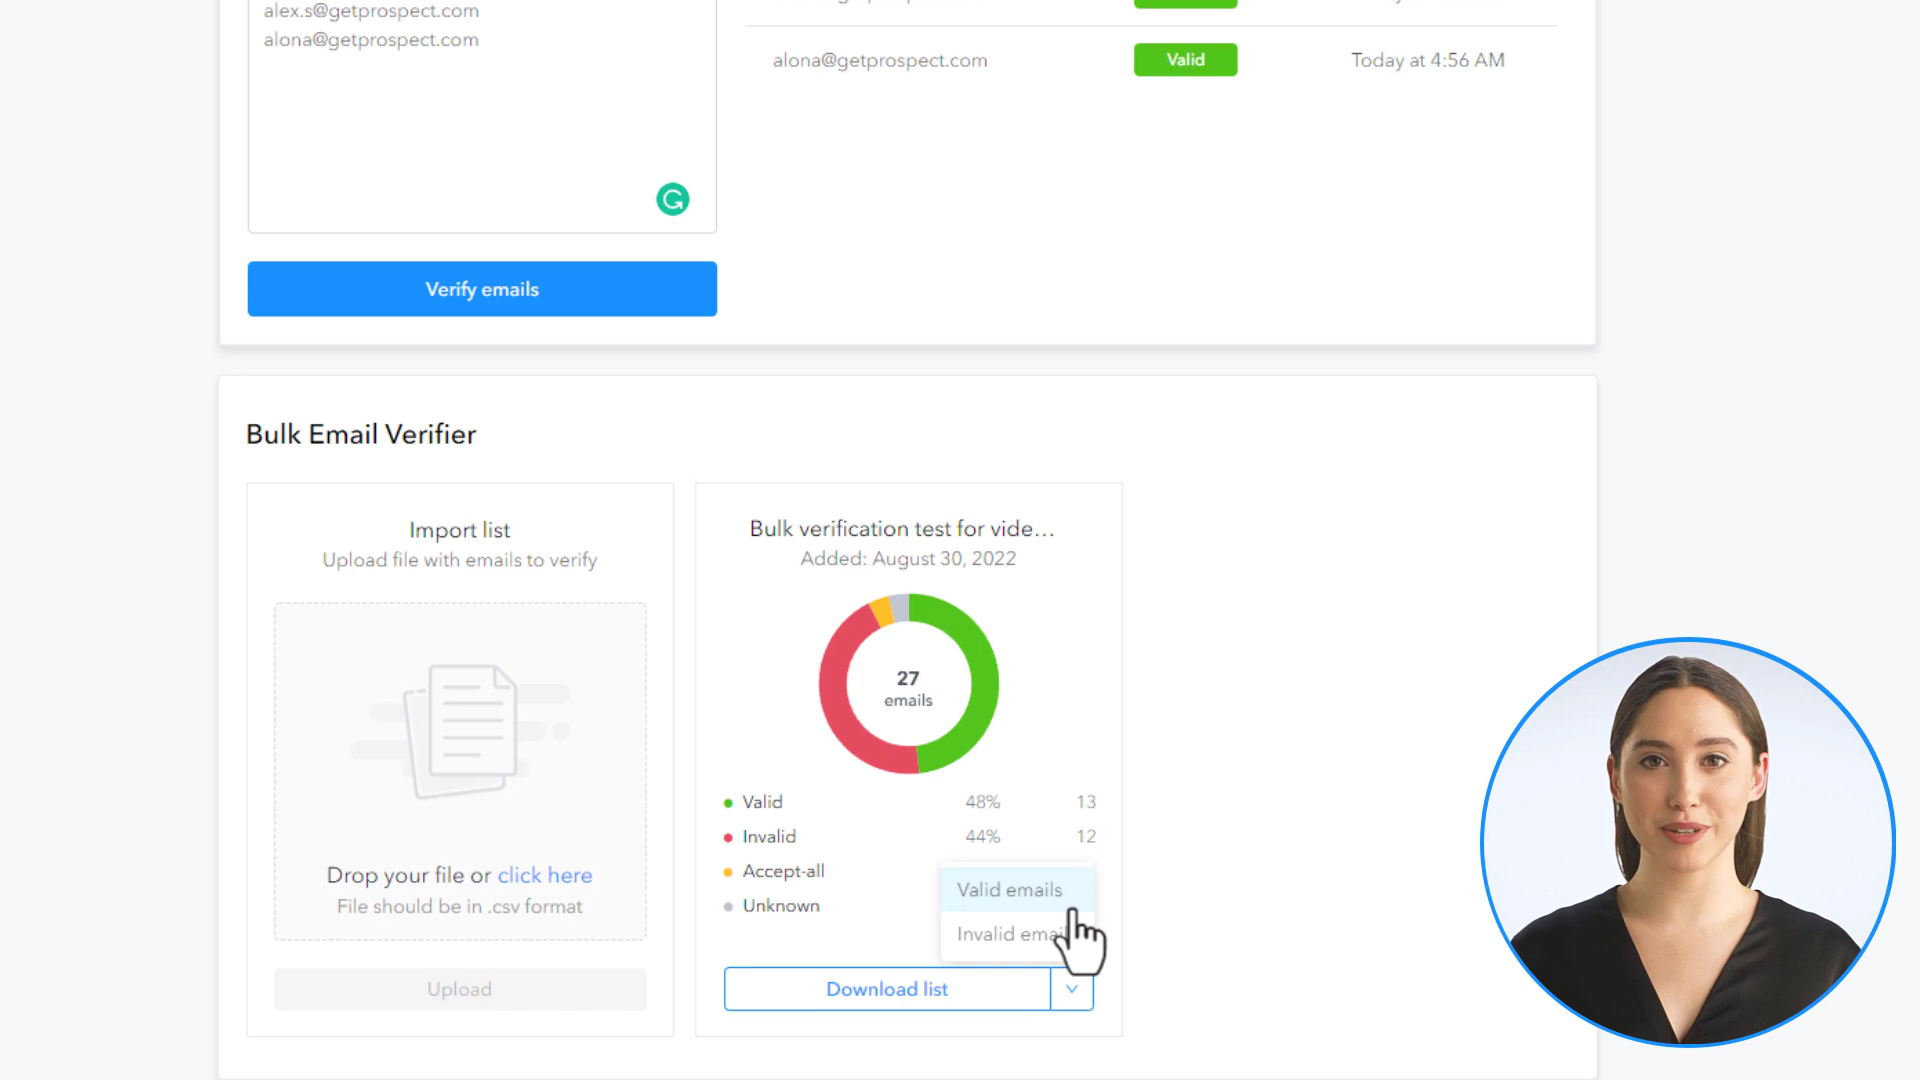 alex.s@getprospect.com
alona@getprospect.com
alona@getprospect.com Valid Today at 4:56 AM
Verify emails
Bulk Email Verifier
Import list
Upload file with emails to verify
Drop your file or click here
File should be in .csv format
Upload
Bulk verification test for vide...
Added: August 30, 2022
27
emails
Valid 48% 13
Invalid 44% 12
Accept-all
Unknown
Valid emails
Invalid
Download list